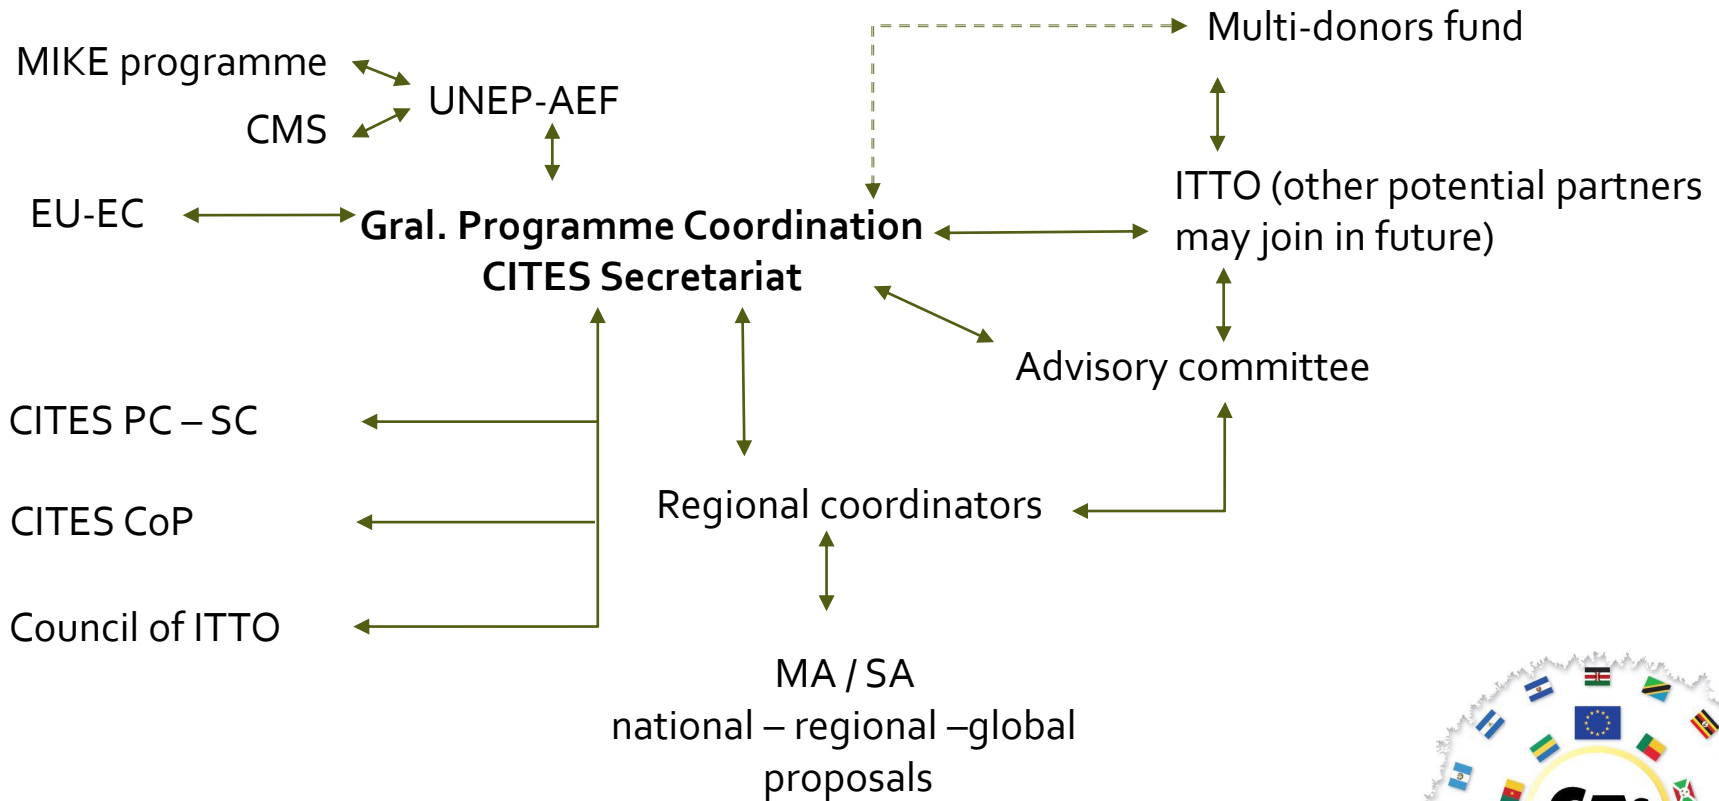 Multi-donors fund
MIKE programme
UNEP-AEF
CMS
ITTO (other potential partners
may join in future)
EU-EC
Gral. Programme Coordination
CITES Secretariat
Advisory committee
CITES PC – SC
Regional coordinators
CITES CoP
Council of ITTO
MA / SA
national – regional –global
proposals